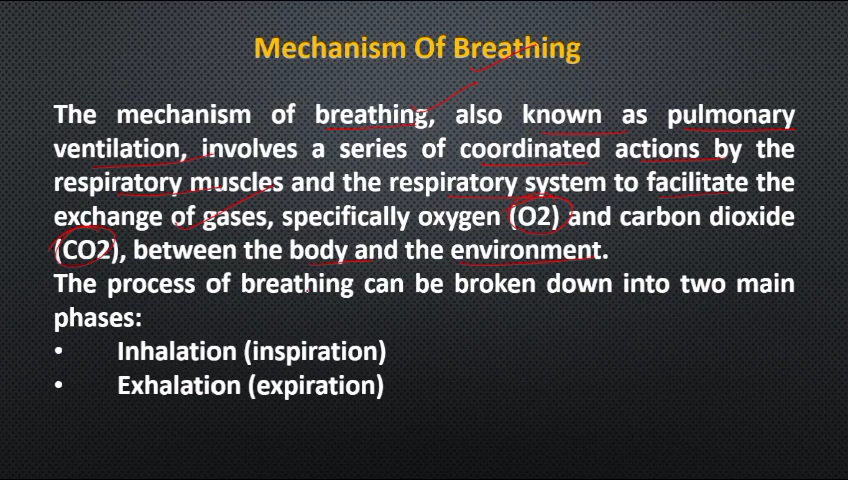 Mechanism Of Breathing
The mechanism of breathing, also known as pulmonary
ventilation, involves a series of coordinated actions by the
respiratory muscles and the respiratory system to facilitate the
exchange of gases, specifically oxygen (O2) and carbon dioxide
(CO2), between the body and the environment.
The process of breathing can be broken down into two main
phases:
• Inhalation (inspiration)
• Exhalation (expiration)